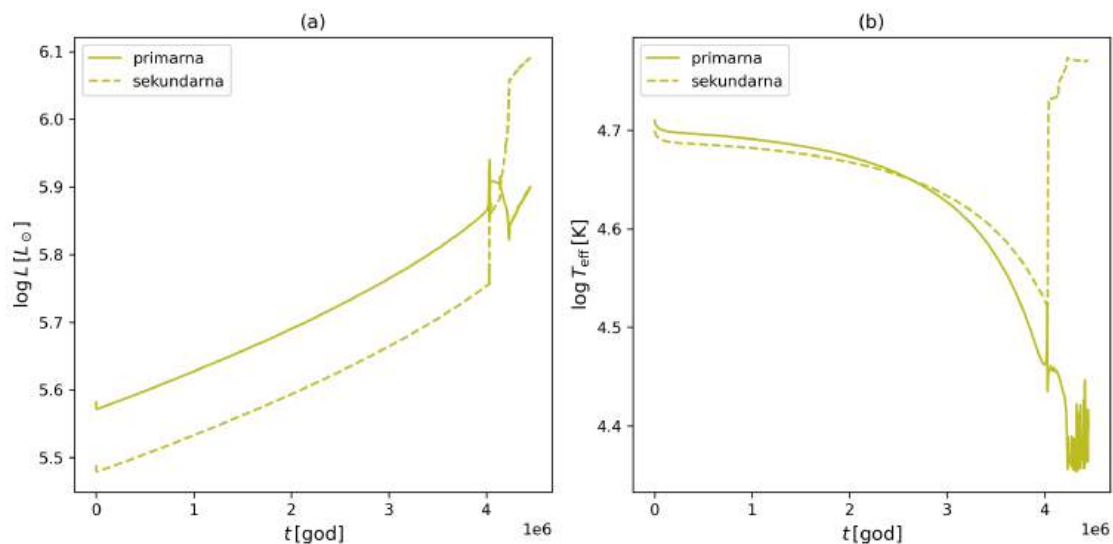 (a)
primarna
sekundarna
6.1
6.0
5.9
5.8
5.7
5.6
5.5
log L [L⊙]
0 1 2 3 4
1e6
t [god]
(b)
primarna
sekundarna
4.7
4.6
4.5
4.4
log Teff [K]
0 1 2 3 4
1e6
t [god]